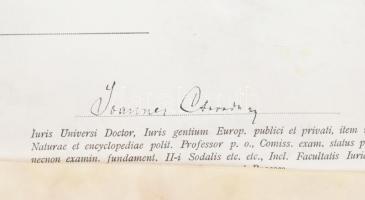 Joannes
Iuris Universi Doctor, Iuris gentium Europ. publici et privati, item
Naturae et encyclopediae polit. Professor p. o., Comiss. exam. status p
necnon examin. fundament. II-i Sodalis etc. etc., Incl. Facultatis Iuri